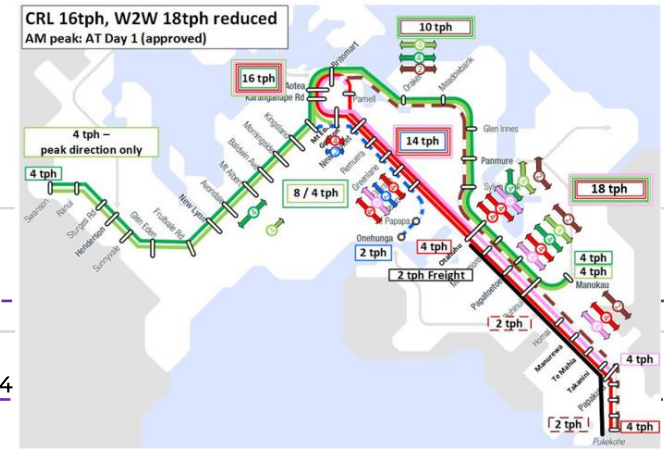 CRL 16tph, W2W 18tph reduced
AM peak: AT Day 1 (approved)
10 tph
Britomart
16 tph
Aotea
Karangahape Rd
Parnell
Orakei
Meadowbank
Kingsland
Morningside
Baldwin Ave
Mt Albert
Avondale
New Lynn
Fruitvale Rd
Glen Eden
Sunnyvale
Henderson
Sturges Rd
Ranui
Swanson
4 tph –
peak direction only
4 tph
8 / 4 tph
14 tph
Remuera
Greenlane
Glen Innes
Panmure
18 tph
Papa
Onehunga
2 tph
4 tph
Otahuhu
2 tph Freight
Papatoetoe
4 tph
4 tph
Manukau
2 tph
Homai
Manurewa
Te Mahia
Takanini
Papakura
4 tph
2 tph
4 tph
Pukekohe
4